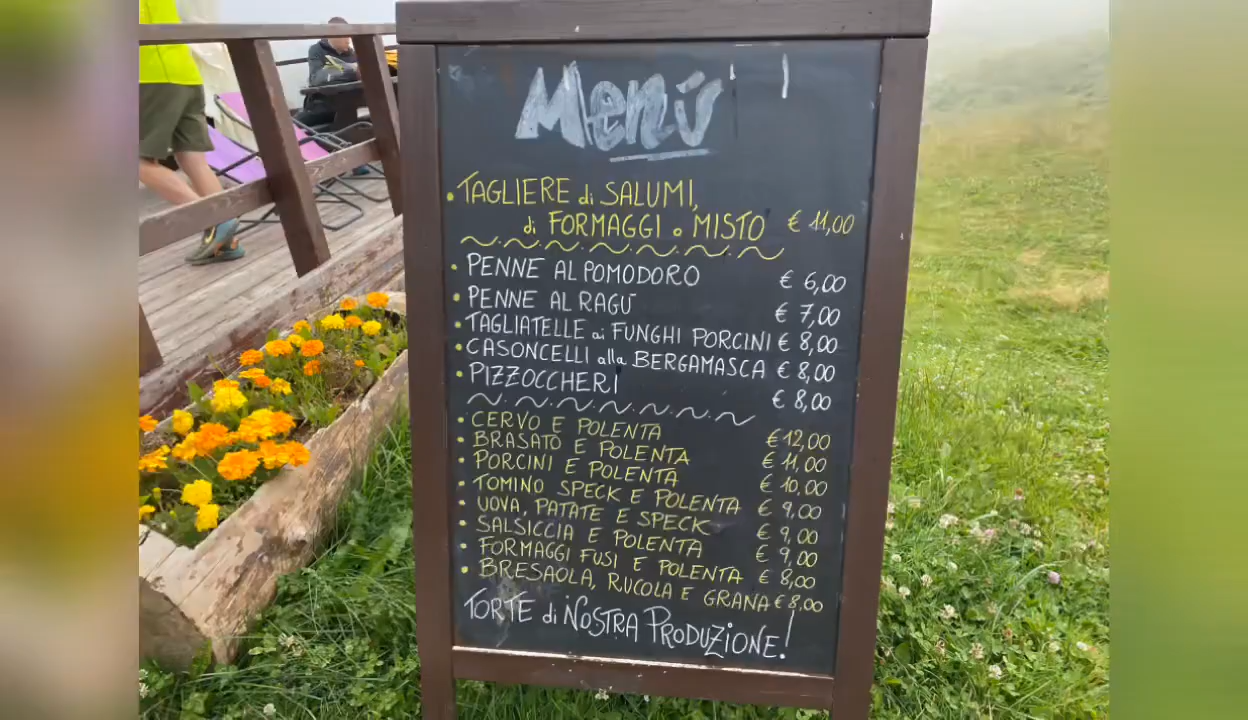 Menù
• TAGLIERE di SALUMI,
di FORMAGGI o MISTO € 11,00
• PENNE AL POMODORO € 6,00
• PENNE AL RAGÙ € 7,00
• TAGLIATELLE ai FUNGHI PORCINI € 8,00
• CASONCELLI alla BERGAMASCA € 8,00
• PIZZOCCHERI € 8,00
• CERVO E POLENTA € 12,00
• BRASATO E POLENTA € 11,00
• PORCINI E POLENTA € 10,00
• TOMINO SPECK E POLENTA € 9,00
• UOVA, PATATE E SPECK € 9,00
• SALSICCIA E POLENTA € 9,00
• FORMAGGI FUSI E POLENTA € 8,00
• BRESAOLA, RUCOLA E GRANA € 8,00
TORTE di NOSTRA PRODUZIONE!